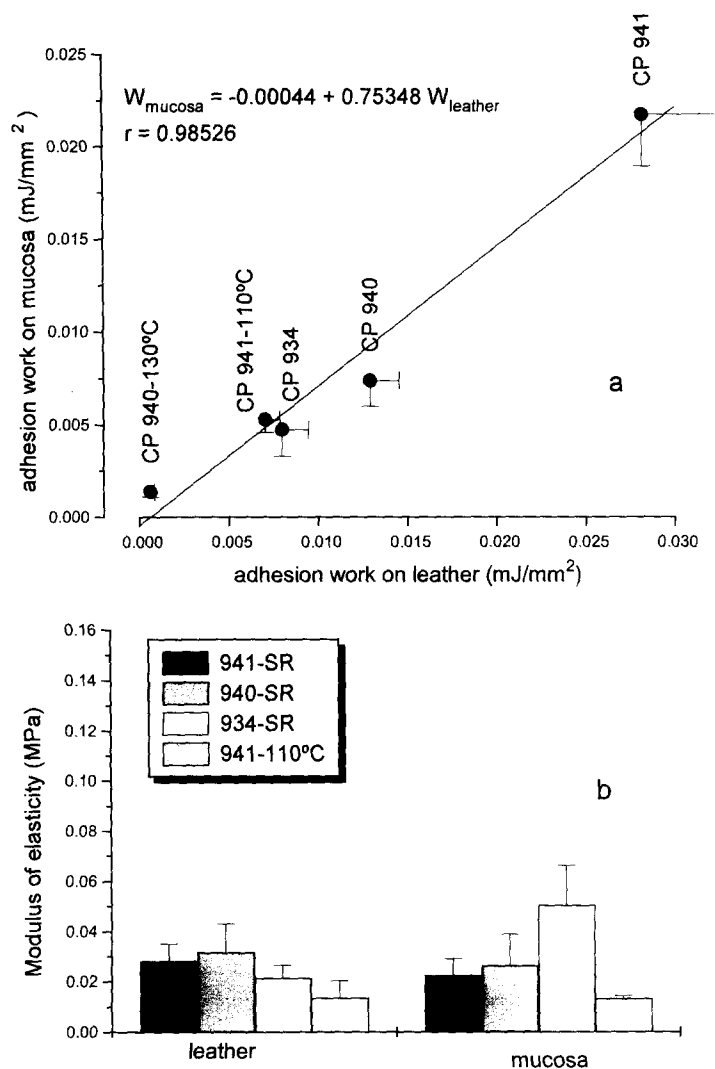 CP 941
0.025
W_mucosa = -0.00044 + 0.75348 W_leather
r = 0.98526
0.020
adhesion work on mucosa (mJ/mm²)
0.015
CP 940-130ºC
CP 941-110ºC
CP 934
CP 940
0.010
a
0.005
0.000
0.000 0.005 0.010 0.015 0.020 0.025 0.030
adhesion work on leather (mJ/mm²)
0.16
941-SR
0.14
940-SR
934-SR
0.12
941-110ºC
Modulus of elasticity (MPa)
0.10
b
0.08
0.06
0.04
0.02
0.00
leather mucosa